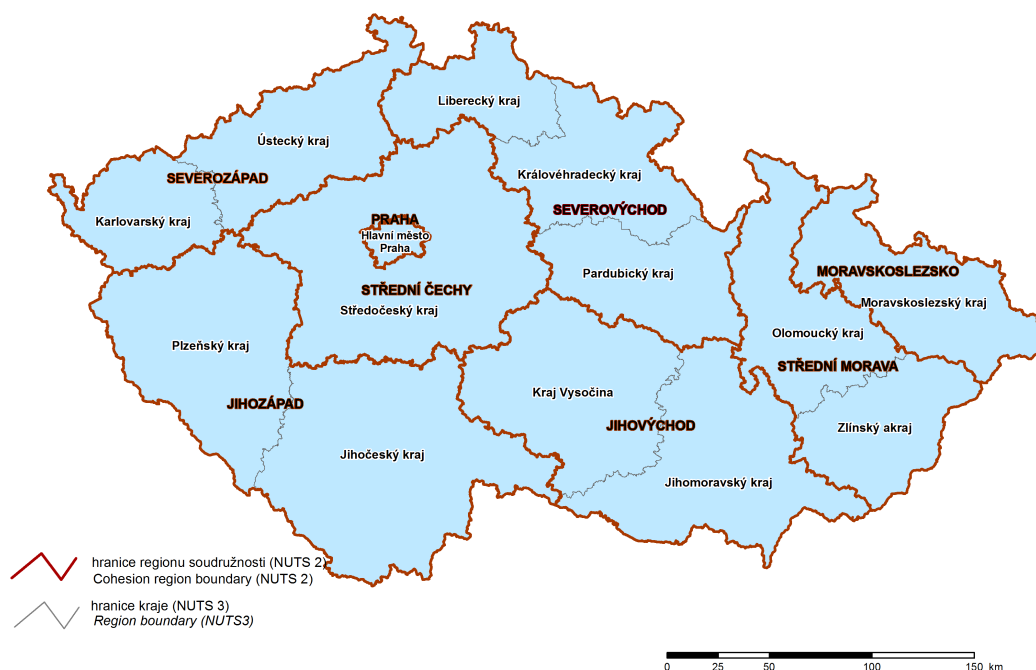 Liberecký kraj
Ústecký kraj
Královéhradecký kraj
SEVEROZÁPAD
SEVEROVÝCHOD
Karlovarský kraj
PRAHA
Hlavní město
Praha
Pardubický kraj
MORAVSKOSLEZSKO
STŘEDNÍ ČECHY
Moravskoslezský kraj
Středočeský kraj
Olomoucký kraj
Plzeňský kraj
STŘEDNÍ MORAVA
Kraj Vysočina
JIHOZÁPAD
JIHOVÝCHOD
Zlínský akraj
Jihočeský kraj
Jihomoravský kraj
hranice regionu soudružnosti (NUTS 2)
Cohesion region boundary (NUTS 2)
hranice kraje (NUTS 3)
Region boundary (NUTS3)
0 25 50 100 150 km